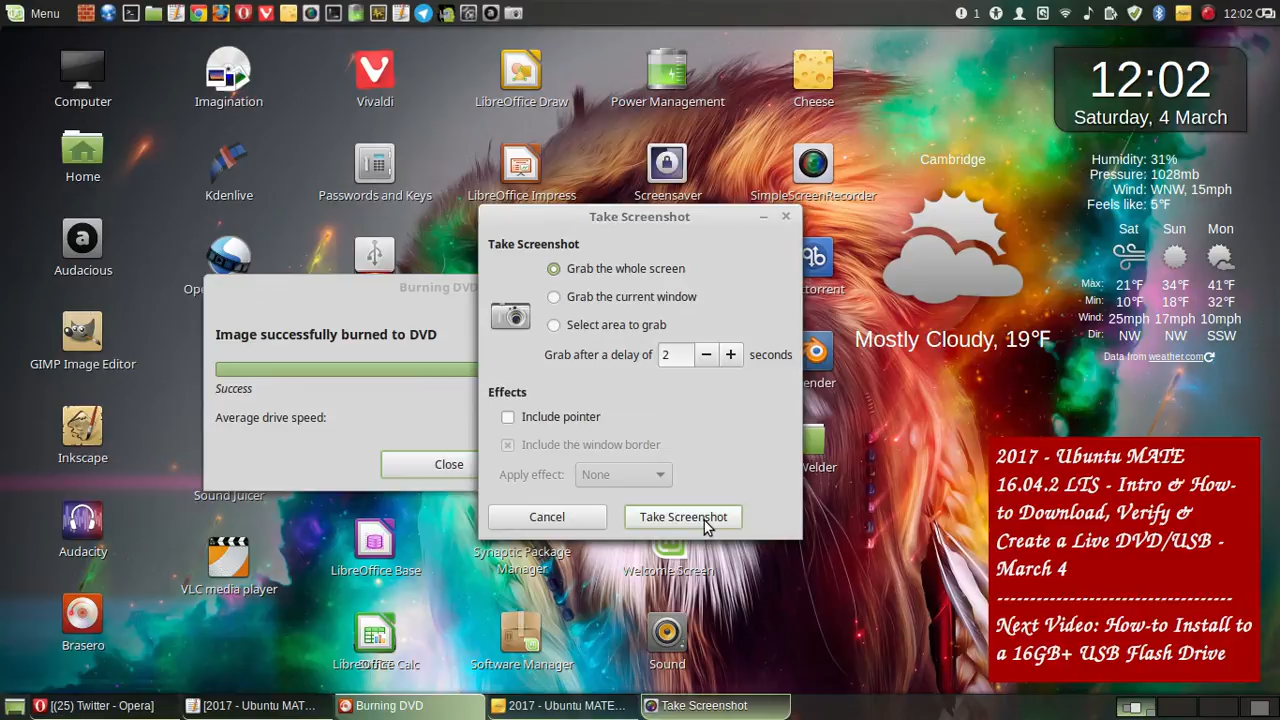 Menu
1
12:02
Computer
Imagination
Vivaldi
LibreOffice Draw
Power Management
Cheese
12:02
Saturday, 4 March
Home
Kdenlive
Passwords and Keys
LibreOffice Impress
Screensaver
SimpleScreenRecorder
Cambridge
Humidity: 31%
Pressure: 1028mb
Wind: WNW, 15mph
Feels like: 5°F
Sat Sun Mon
Max: 21°F 34°F 41°F
Min: 10°F 18°F 32°F
Wind: 25mph 17mph 10mph
Dir: NW NW SSW
Data from weather.com
Mostly Cloudy, 19°F
Audacious
Ope
ttorrent
GIMP Image Editor
ender
Inkscape
Sound Juicer
Welder
Audacity
VLC media player
LibreOffice Base
Synaptic Package
Manager
Welcome Screen
Brasero
LibreOffice Calc
Software Manager
Sound
Burning DVD
Image successfully burned to DVD
Success
Average drive speed:
Close
Take Screenshot
Take Screenshot
Grab the whole screen
Grab the current window
Select area to grab
Grab after a delay of 2 seconds
Effects
Include pointer
Include the window border
Apply effect: None
Cancel
Take Screenshot
2017 - Ubuntu MATE
16.04.2 LTS - Intro & How-
to Download, Verify &
Create a Live DVD/USB -
March 4
---------------------------------
Next Video: How-to Install to
a 16GB+ USB Flash Drive
[(25) Twitter - Opera]
[2017 - Ubuntu MAT...
Burning DVD
2017 - Ubuntu MATE...
Take Screenshot